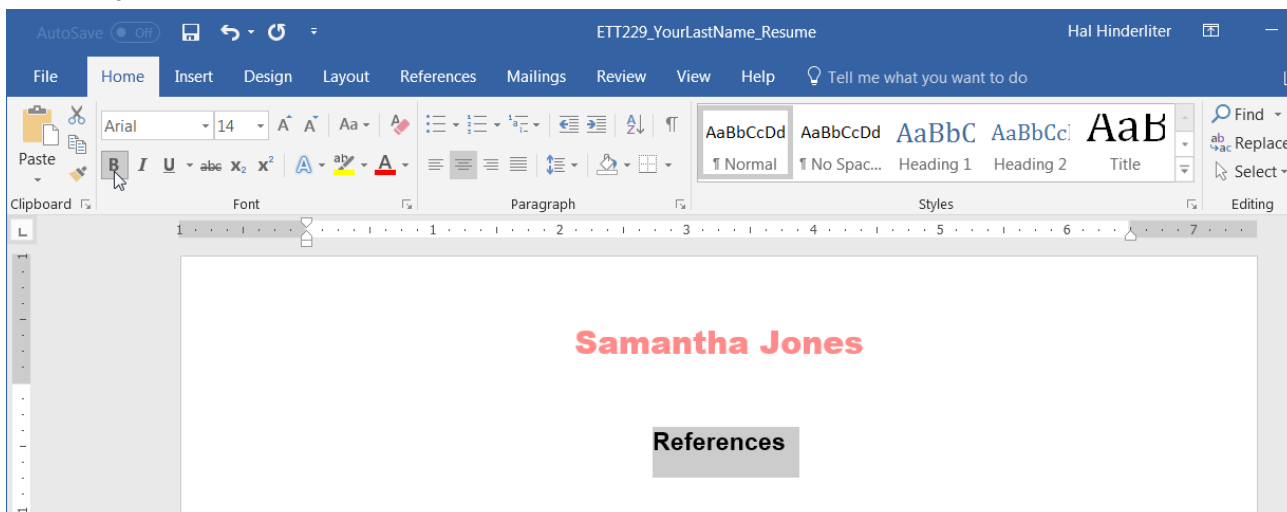 AutoSave Off ETT229_YourLastName_Resume Hal Hinderliter
File Home Insert Design Layout References Mailings Review View Help Tell me what you want to do
Paste
Arial 14 A A Aa
B I U abc X₂ X² A ab A
AaBbCcDd AaBbCcDd AaBbC AaBbCc AaB
¶ Normal ¶ No Spac... Heading 1 Heading 2 Title
Find
Replace
Select
Clipboard Font Paragraph Styles Editing
L 1 1 2 3 4 5 6 7
Samantha Jones
References